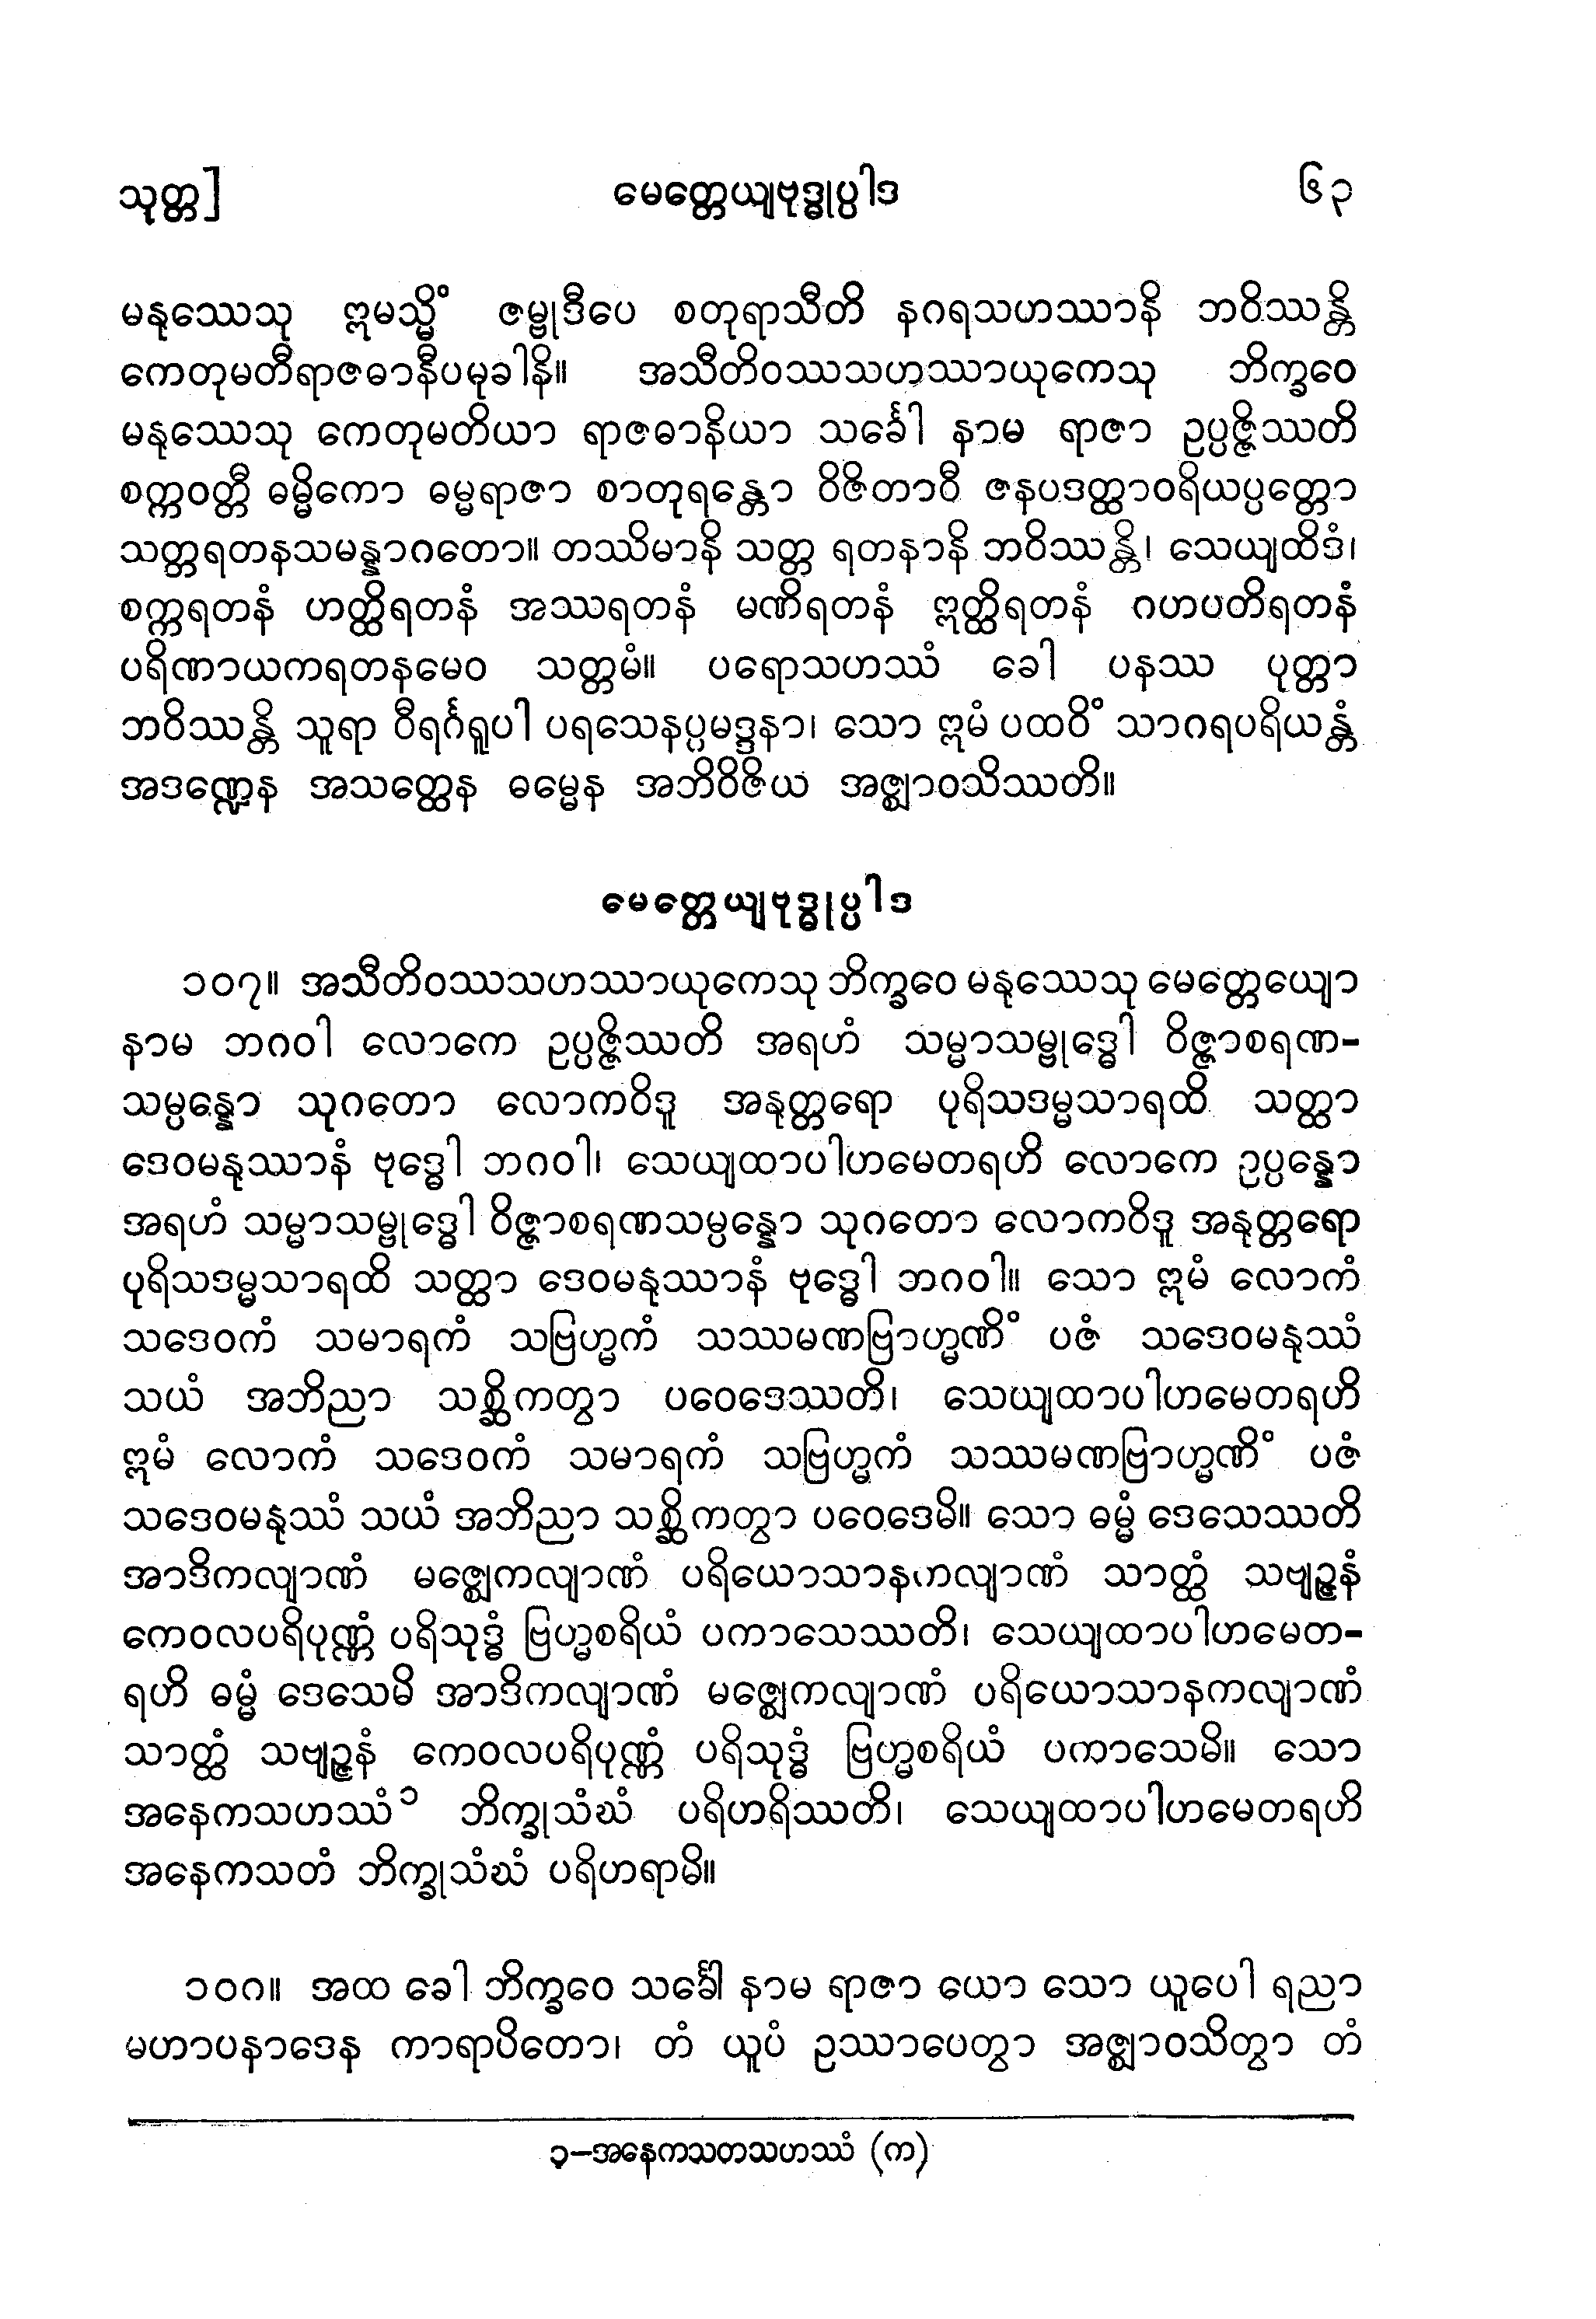 သုတ္တ] မေတ္တေယျဗုဒ္ဓုပ္ပါဒ ၆၃
မနုဿေသု ဣမသ္မိံ ဇမ္ဗုဒီပေ စတုရာသီတိ နဂရသဟဿာနိ ဘဝိဿန္တိ
ကေတုမတီရာဇဓာနီပမုခါနိ။ အသီတိဝဿသဟဿာယုကေသု ဘိက္ခဝေ
မနုဿေသု ကေတုမတိယာ ရာဇဓာနိယာ သင်္ခေါ နာမ ရာဇာ ဥပ္ပဇ္ဇိဿတိ
စက္ကဝတ္တီ ဓမ္မိကော ဓမ္မရာဇာ စာတုရန္တော ဝိဇိတာဝီ ဇနပဒတ္ထာဝရိယပ္ပတ္တော
သတ္တရတနသမန္နာဂတော။ တဿိမာနိ သတ္တ ရတနာနိ ဘဝိဿန္တိ၊ သေယျထိဒံ၊
စက္ကရတနံ ဟတ္ထိရတနံ အဿရတနံ မဏိရတနံ ဣတ္ထိရတနံ ဂဟပတိရတနံ
ပရိဏာယကရတနမေဝ သတ္တမံ။ ပရောသဟဿံ ခေါ ပနဿ ပုတ္တာ
ဘဝိဿန္တိ သူရာ ဝီရင်္ဂရူပါ ပရသေနပ္ပမဒ္ဒနာ၊ သော ဣမံ ပထဝိံ သာဂရပရိယန္တံ
အဒဏ္ဍေန အသတ္ထေန ဓမ္မေန အဘိဝိဇိယ အဇ္ဈာဝသိဿတိ။
မေတ္တေယျဗုဒ္ဓုပ္ပါဒ
၁၀၇။ အသီတိဝဿသဟဿာယုကေသု ဘိက္ခဝေ မနုဿေသု မေတ္တေယျော
နာမ ဘဂဝါ လောကေ ဥပ္ပဇ္ဇိဿတိ အရဟံ သမ္မာသမ္ဗုဒ္ဓေါ ဝိဇ္ဇာစရဏ-
သမ္ပန္နော သုဂတော လောကဝိဒူ အနုတ္တရော ပုရိသဒမ္မသာရထိ သတ္ထာ
ဒေဝမနုဿာနံ ဗုဒ္ဓေါ ဘဂဝါ၊ သေယျထာပါဟမေတရဟိ လောကေ ဥပ္ပန္နော
အရဟံ သမ္မာသမ္ဗုဒ္ဓေါ ဝိဇ္ဇာစရဏသမ္ပန္နော သုဂတော လောကဝိဒူ အနုတ္တရော
ပုရိသဒမ္မသာရထိ သတ္ထာ ဒေဝမနုဿာနံ ဗုဒ္ဓေါ ဘဂဝါ။ သော ဣမံ လောကံ
သဒေဝကံ သမာရကံ သဗြဟ္မကံ သဿမဏဗြာဟ္မဏိံ ပဇံ သဒေဝမနုဿံ
သယံ အဘိညာ သစ္ဆိကတွာ ပဝေဒေဿတိ၊ သေယျထာပါဟမေတရဟိ
ဣမံ လောကံ သဒေဝကံ သမာရကံ သဗြဟ္မကံ သဿမဏဗြာဟ္မဏိံ ပဇံ
သဒေဝမနုဿံ သယံ အဘိညာ သစ္ဆိကတွာ ပဝေဒေမိ။ သော ဓမ္မံ ဒေသေဿတိ
အာဒိကလျာဏံ မဇ္ဈေကလျာဏံ ပရိယောသာနကလျာဏံ သာတ္ထံ သဗျဉ္ဇနံ
ကေဝလပရိပုဏ္ဏံ ပရိသုဒ္ဓံ ဗြဟ္မစရိယံ ပကာသေဿတိ၊ သေယျထာပါဟမေတ-
ရဟိ ဓမ္မံ ဒေသေမိ အာဒိကလျာဏံ မဇ္ဈေကလျာဏံ ပရိယောသာနကလျာဏံ
သာတ္ထံ သဗျဉ္ဇနံ ကေဝလပရိပုဏ္ဏံ ပရိသုဒ္ဓံ ဗြဟ္မစရိယံ ပကာသေမိ။ သော
အနေကသဟဿံ ၁ ဘိက္ခုသံဃံ ပရိဟရိဿတိ၊ သေယျထာပါဟမေတရဟိ
အနေကသတံ ဘိက္ခုသံဃံ ပရိဟရာမိ။
၁၀၈။ အထ ခေါ ဘိက္ခဝေ သင်္ခေါ နာမ ရာဇာ ယော သော ယူပေါ ရညာ
မဟာပနာဒေန ကာရာပိတော၊ တံ ယူပံ ဥဿာပေတွာ အဇ္ဈာဝသိတွာ တံ
၁-အနေကသတသဟဿံ (က)